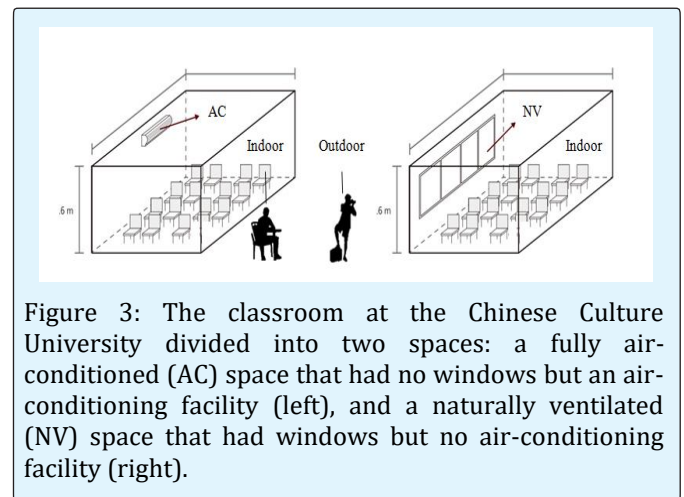 AC
NV
Indoor
Outdoor
Indoor
.6 m
.6 m
Figure 3: The classroom at the Chinese Culture
University divided into two spaces: a fully air-
conditioned (AC) space that had no windows but an air-
conditioning facility (left), and a naturally ventilated
(NV) space that had windows but no air-conditioning
facility (right).